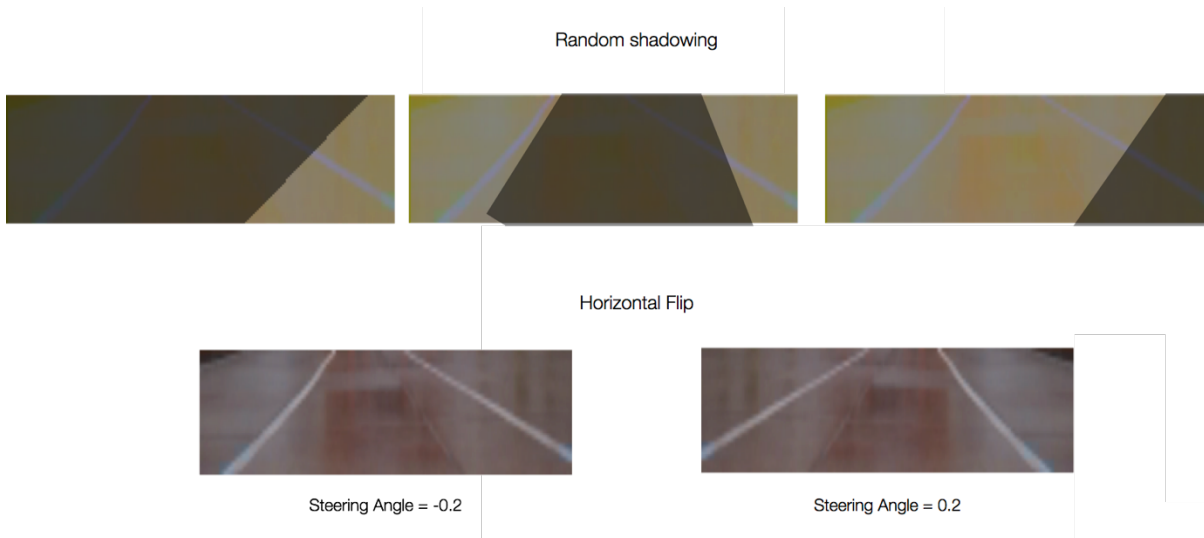 Random shadowing
Horizontal Flip
Steering Angle = -0.2
Steering Angle = 0.2